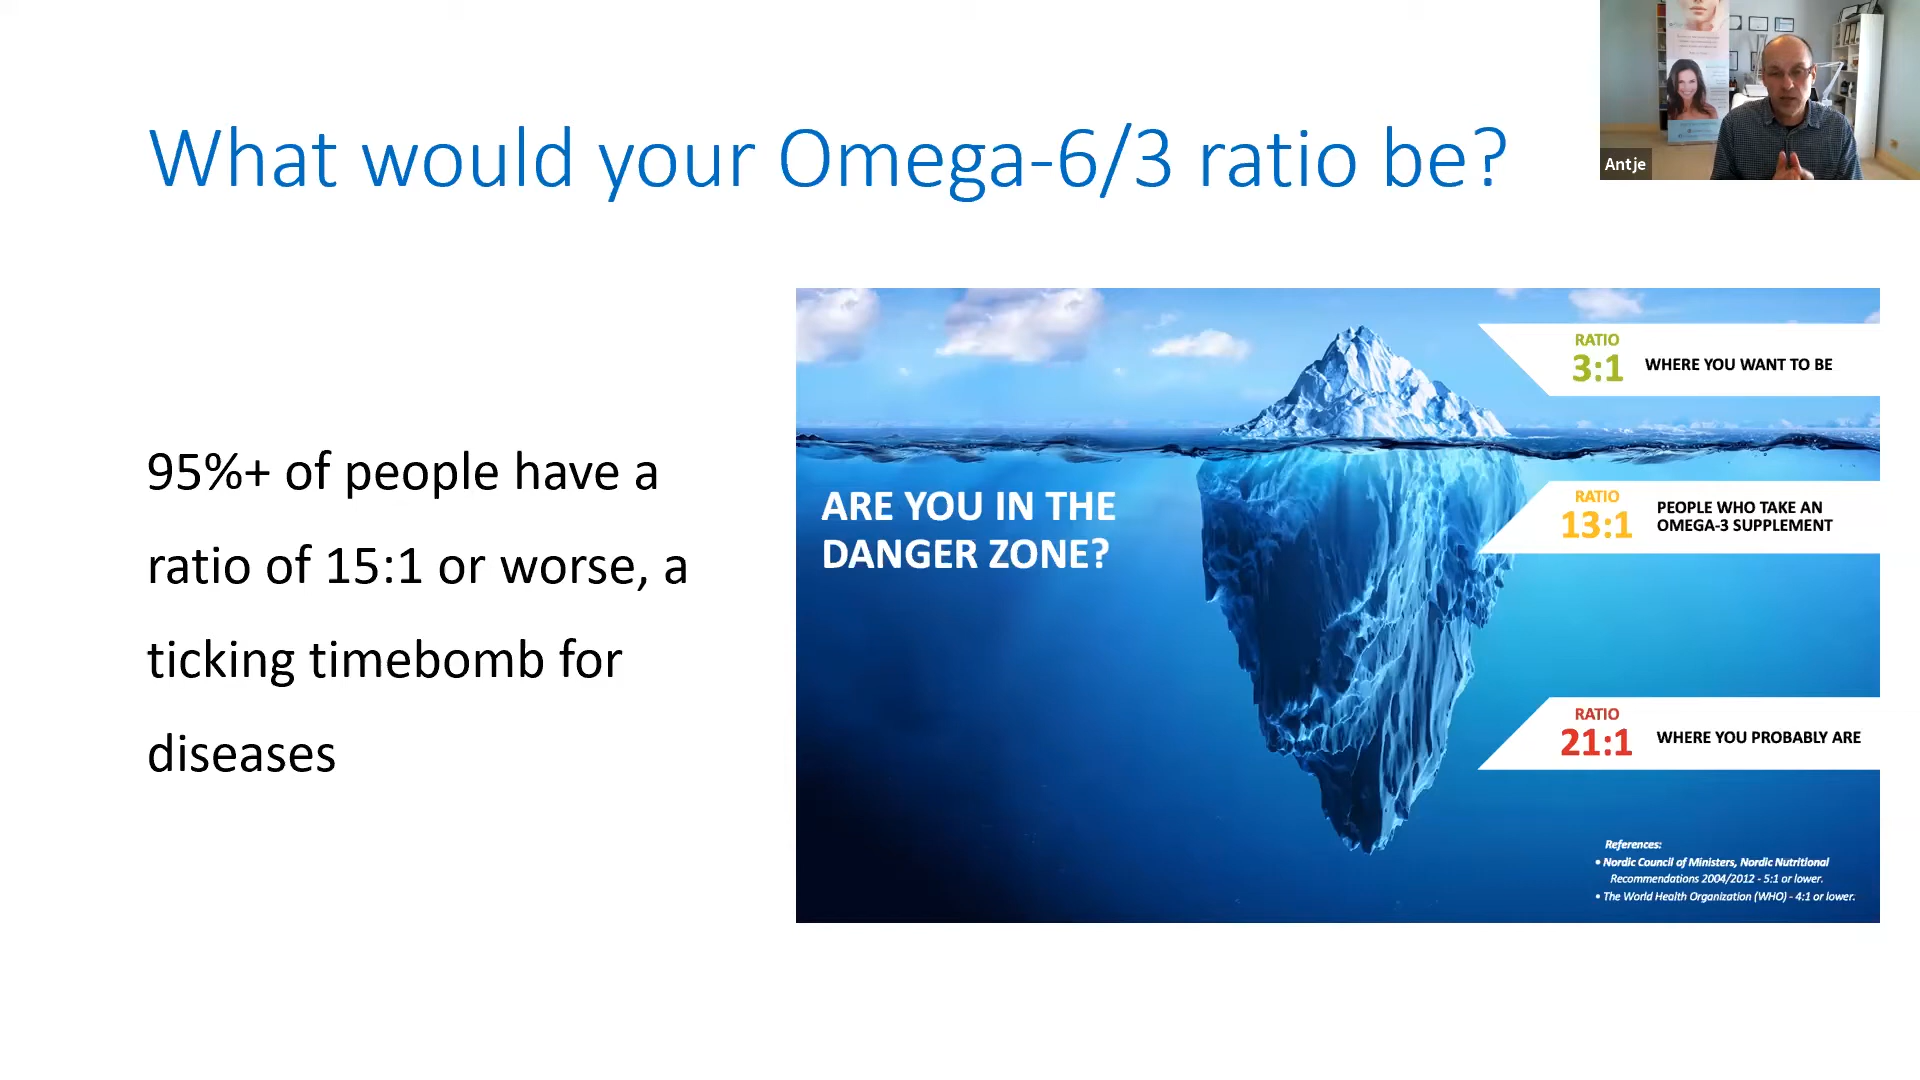 What would your Omega-6/3 ratio be?
Antje
95%+ of people have a
ratio of 15:1 or worse, a
ticking timebomb for
diseases
ARE YOU IN THE
DANGER ZONE?
RATIO
3:1 WHERE YOU WANT TO BE
RATIO
13:1
PEOPLE WHO TAKE AN
OMEGA-3 SUPPLEMENT
RATIO
21:1 WHERE YOU PROBABLY ARE
References:
• Nordic Council of Ministers, Nordic Nutritional
Recommendations 2004/2012 - 5:1 or lower.
• The World Health Organization (WHO) - 4:1 or lower.